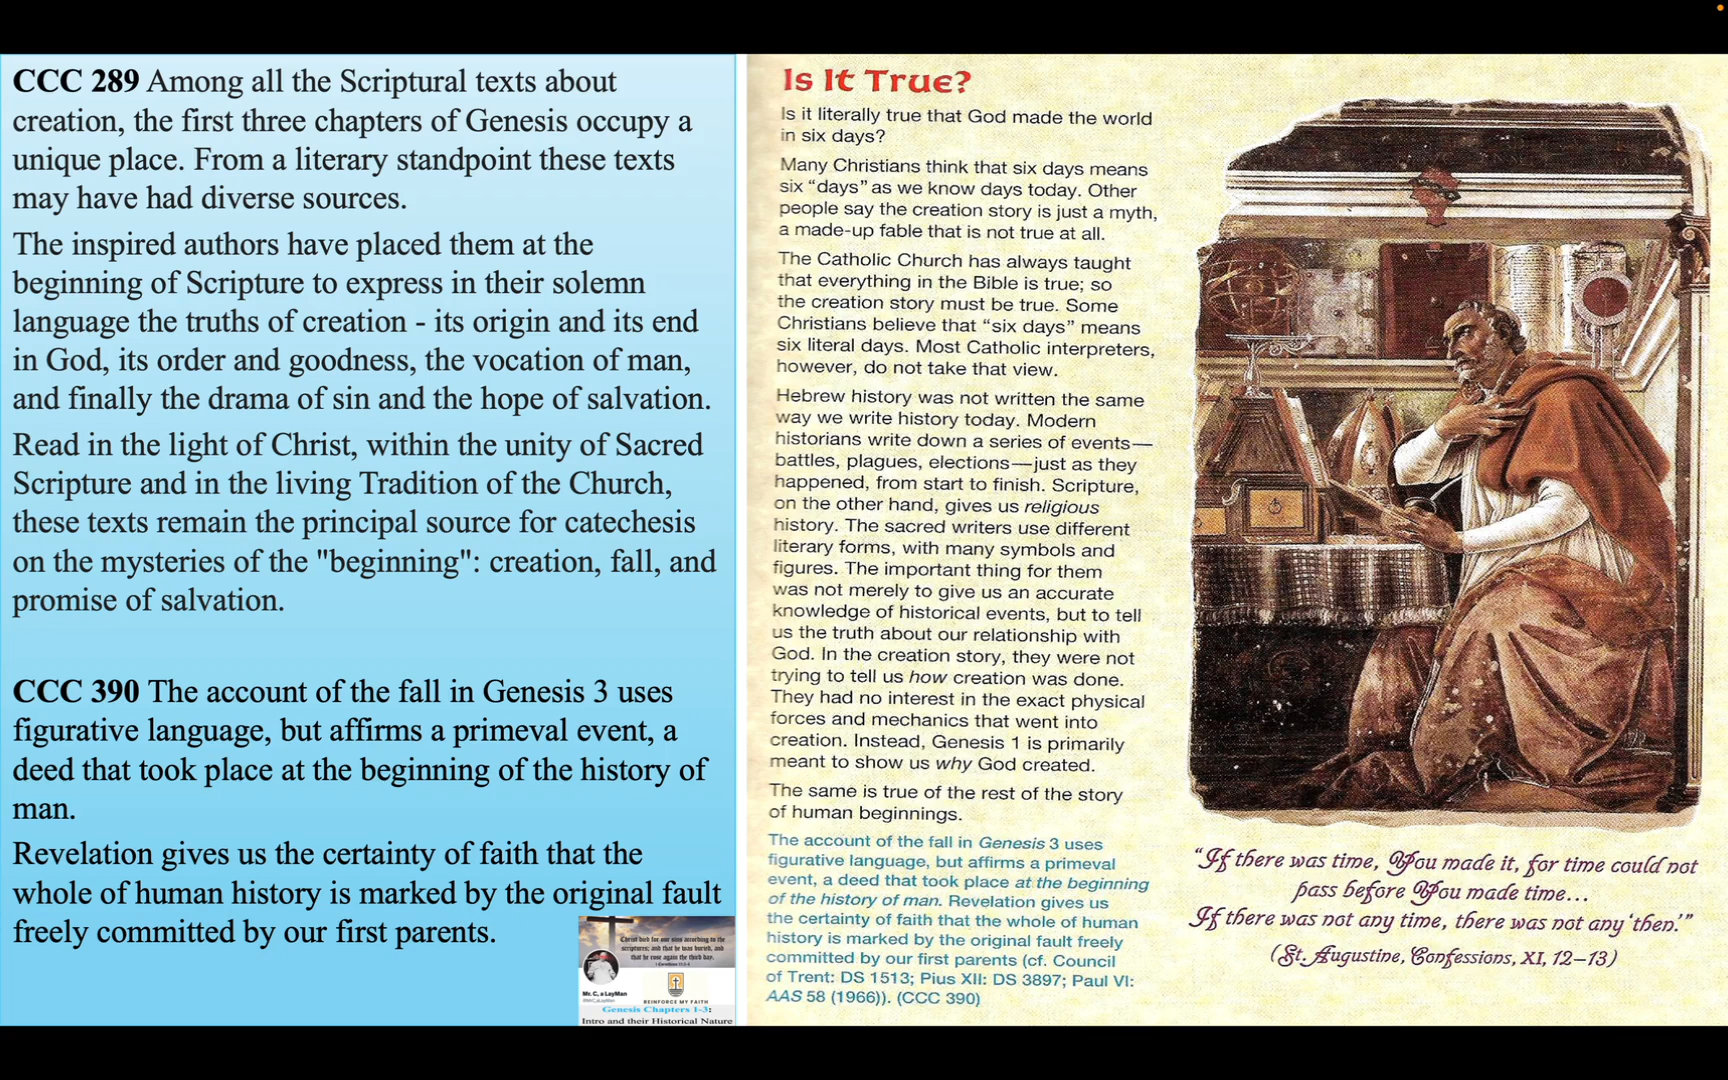 CCC 289 Among all the Scriptural texts about
creation, the first three chapters of Genesis occupy a
unique place. From a literary standpoint these texts
may have had diverse sources.
The inspired authors have placed them at the
beginning of Scripture to express in their solemn
language the truths of creation - its origin and its end
in God, its order and goodness, the vocation of man,
and finally the drama of sin and the hope of salvation.
Read in the light of Christ, within the unity of Sacred
Scripture and in the living Tradition of the Church,
these texts remain the principal source for catechesis
on the mysteries of the "beginning": creation, fall, and
promise of salvation.
CCC 390 The account of the fall in Genesis 3 uses
figurative language, but affirms a primeval event, a
deed that took place at the beginning of the history of
man.
Revelation gives us the certainty of faith that the
whole of human history is marked by the original fault
freely committed by our first parents.
Christ died for our sins according to the
scriptures; and that he was buried, and
that he rose again the third day.
Mr. C, a LayMan
@MrCaLayMan
REINFORCE MY FAITH
Genesis Chapters 1-3:
Intro and their Historical Nature
Is It True?
Is it literally true that God made the world
in six days?
Many Christians think that six days means
six “days” as we know days today. Other
people say the creation story is just a myth,
a made-up fable that is not true at all.
The Catholic Church has always taught
that everything in the Bible is true; so
the creation story must be true. Some
Christians believe that “six days” means
six literal days. Most Catholic interpreters,
however, do not take that view.
Hebrew history was not written the same
way we write history today. Modern
historians write down a series of events—
battles, plagues, elections—just as they
happened, from start to finish. Scripture,
on the other hand, gives us religious
history. The sacred writers use different
literary forms, with many symbols and
figures. The important thing for them
was not merely to give us an accurate
knowledge of historical events, but to tell
us the truth about our relationship with
God. In the creation story, they were not
trying to tell us how creation was done.
They had no interest in the exact physical
forces and mechanics that went into
creation. Instead, Genesis 1 is primarily
meant to show us why God created.
The same is true of the rest of the story
of human beginnings.
The account of the fall in Genesis 3 uses
figurative language, but affirms a primeval
event, a deed that took place at the beginning
of the history of man. Revelation gives us
the certainty of faith that the whole of human
history is marked by the original fault freely
committed by our first parents (cf. Council
of Trent: DS 1513; Pius XII: DS 3897; Paul VI:
AAS 58 (1966)). (CCC 390)
“If there was time, You made it, for time could not
pass before You made time...
If there was not any time, there was not any ‘then.’”
(St. Augustine, Confessions, XI, 12–13)